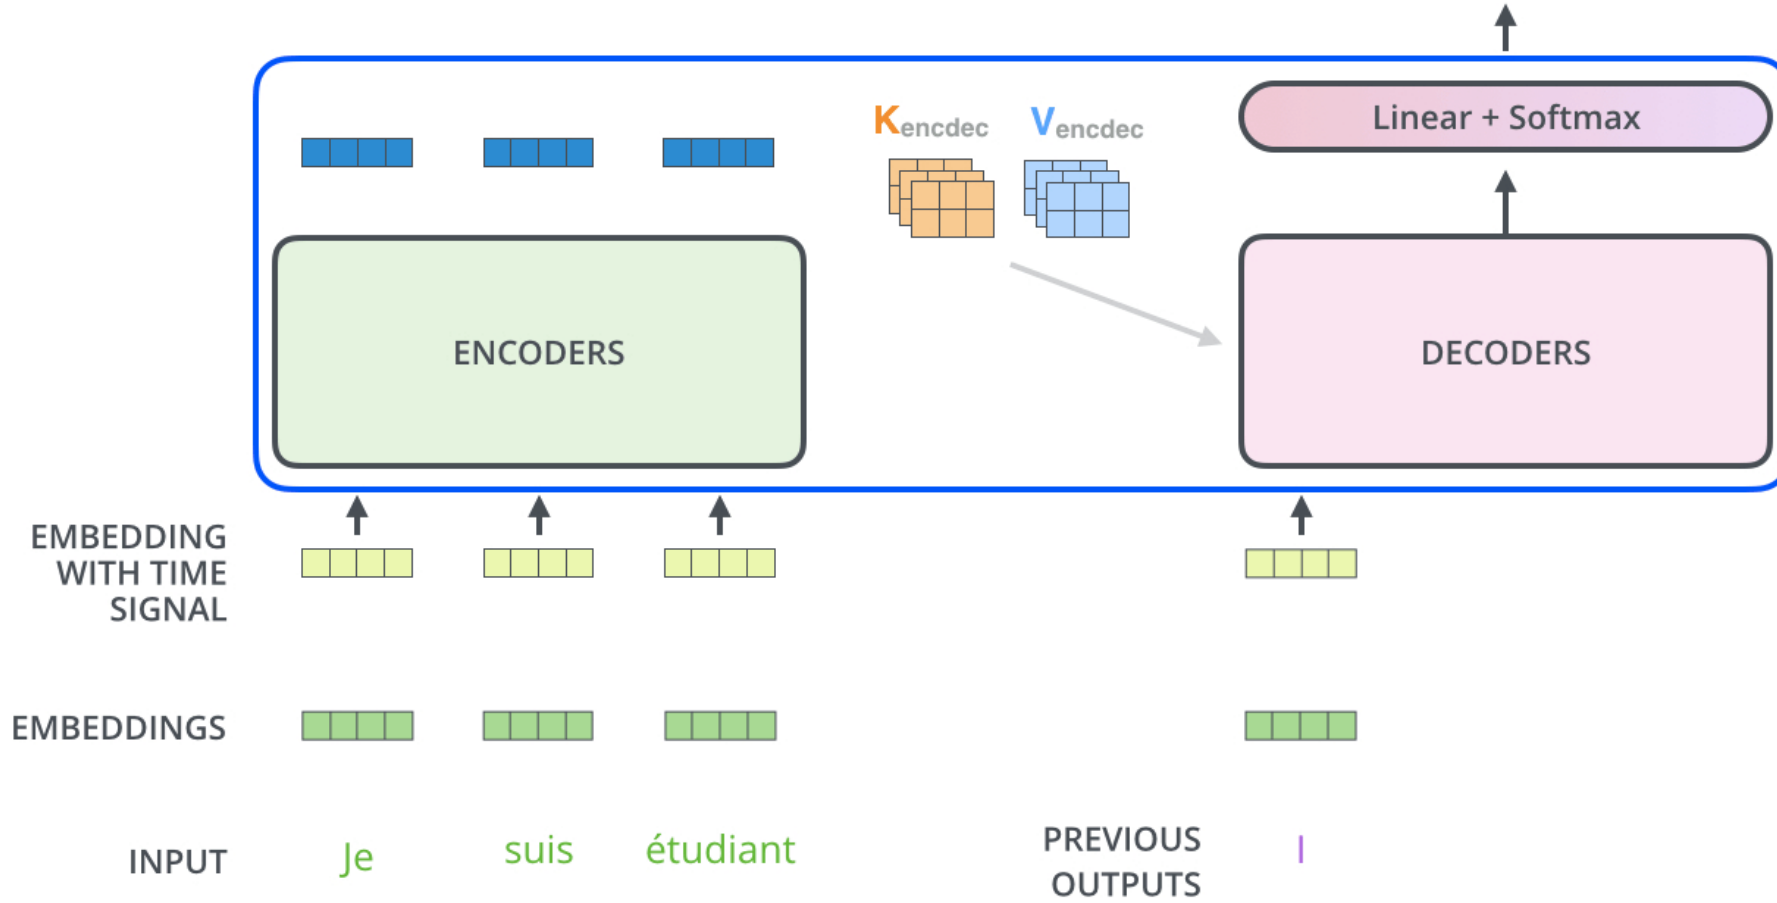 Kencdec Vencdec
Linear + Softmax
ENCODERS
DECODERS
EMBEDDING
WITH TIME
SIGNAL
EMBEDDINGS
INPUT Je suis étudiant
PREVIOUS
OUTPUTS
I